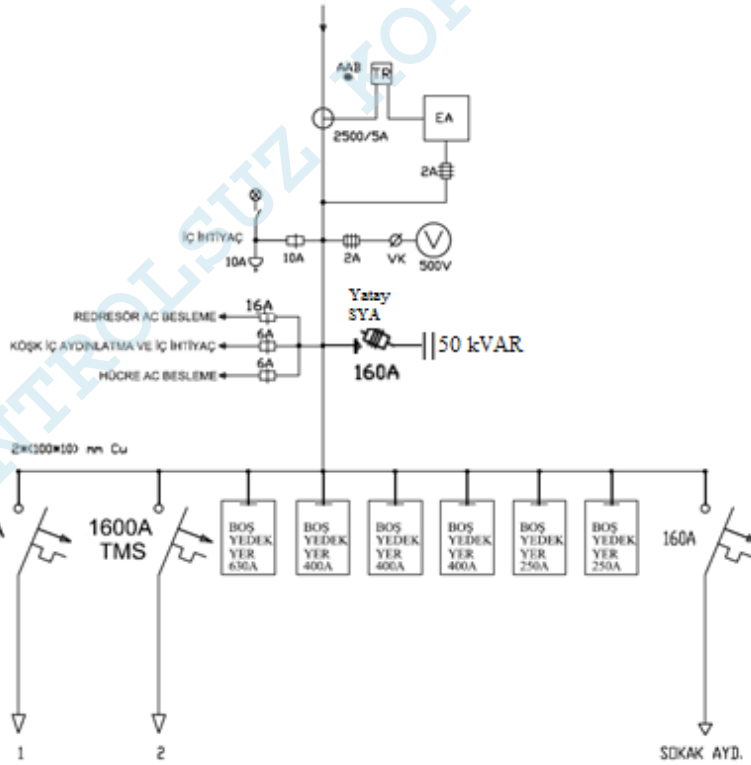 NTROLSUZ KOP
AAB
TR
EA
2500/5A
2A
İÇ İHTİYAÇ
10A
10A
2A
VK
V
500V
REDRESÖR AC BESLEME
16A
KÖŞK İÇ AYDINLATMA VE İÇ İHTİYAÇ
6A
HÜCRE AC BESLEME
6A
Yatay
SYA
160A
50 kVAR
2*(100*10) mm Cu
A
1600A
TMS
BOŞ
YEDEK
YER
630A
BOŞ
YEDEK
YER
400A
BOŞ
YEDEK
YER
400A
BOŞ
YEDEK
YER
400A
BOŞ
YEDEK
YER
250A
BOŞ
YEDEK
YER
250A
160A
1
2
SOKAK AYD.